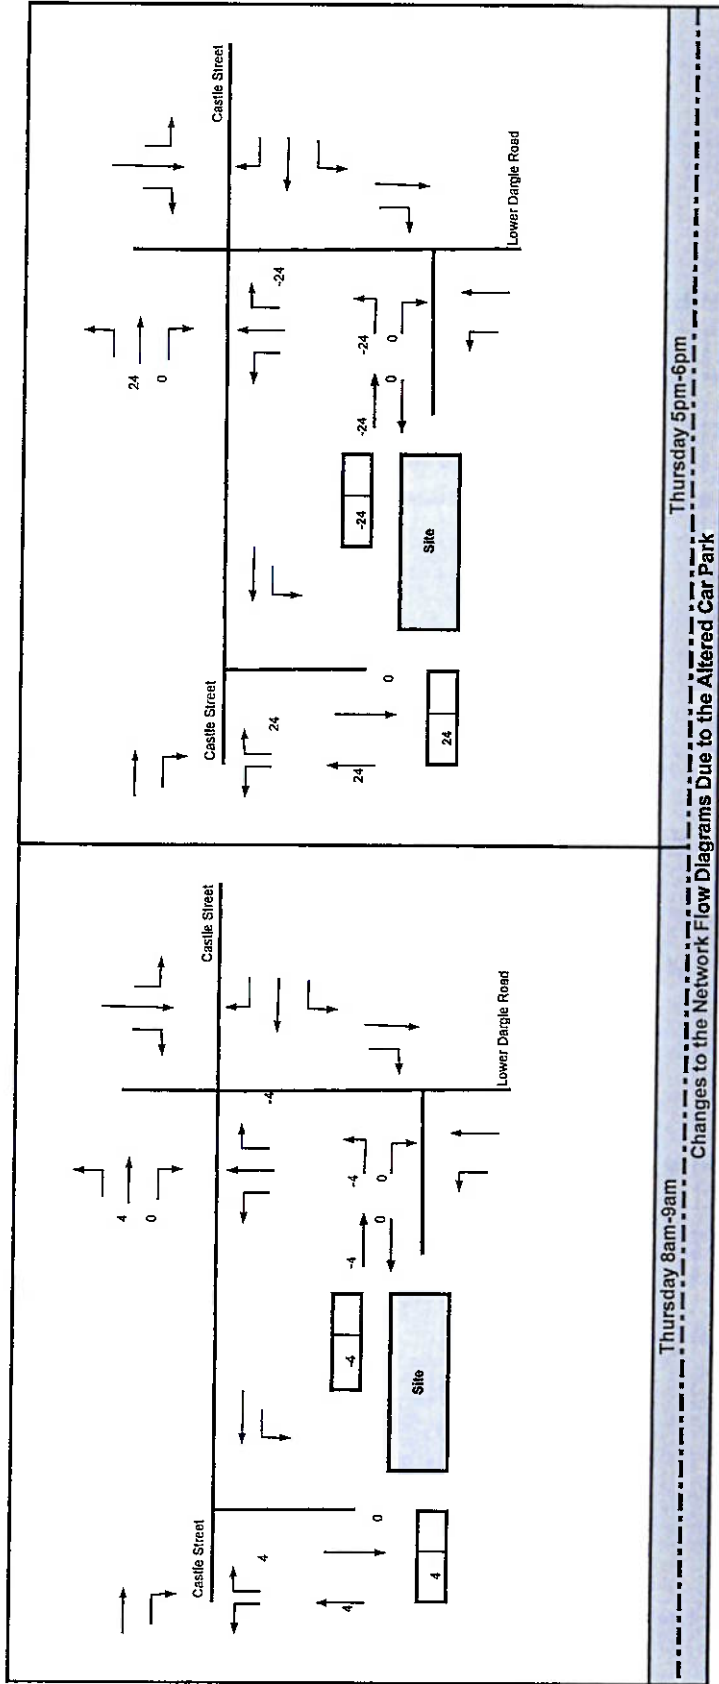 Castle Street
4
0
Castle Street
4
-4
4
0
-4
0
-4
0
-4
4
Site
Lower Dargle Road
Thursday 8am-9am
Castle Street
24
0
Castle Street
24
-24
24
0
-24
0
-24
0
-24
24
Site
Lower Dargle Road
Thursday 5pm-6pm
Changes to the Network Flow Diagrams Due to the Altered Car Park